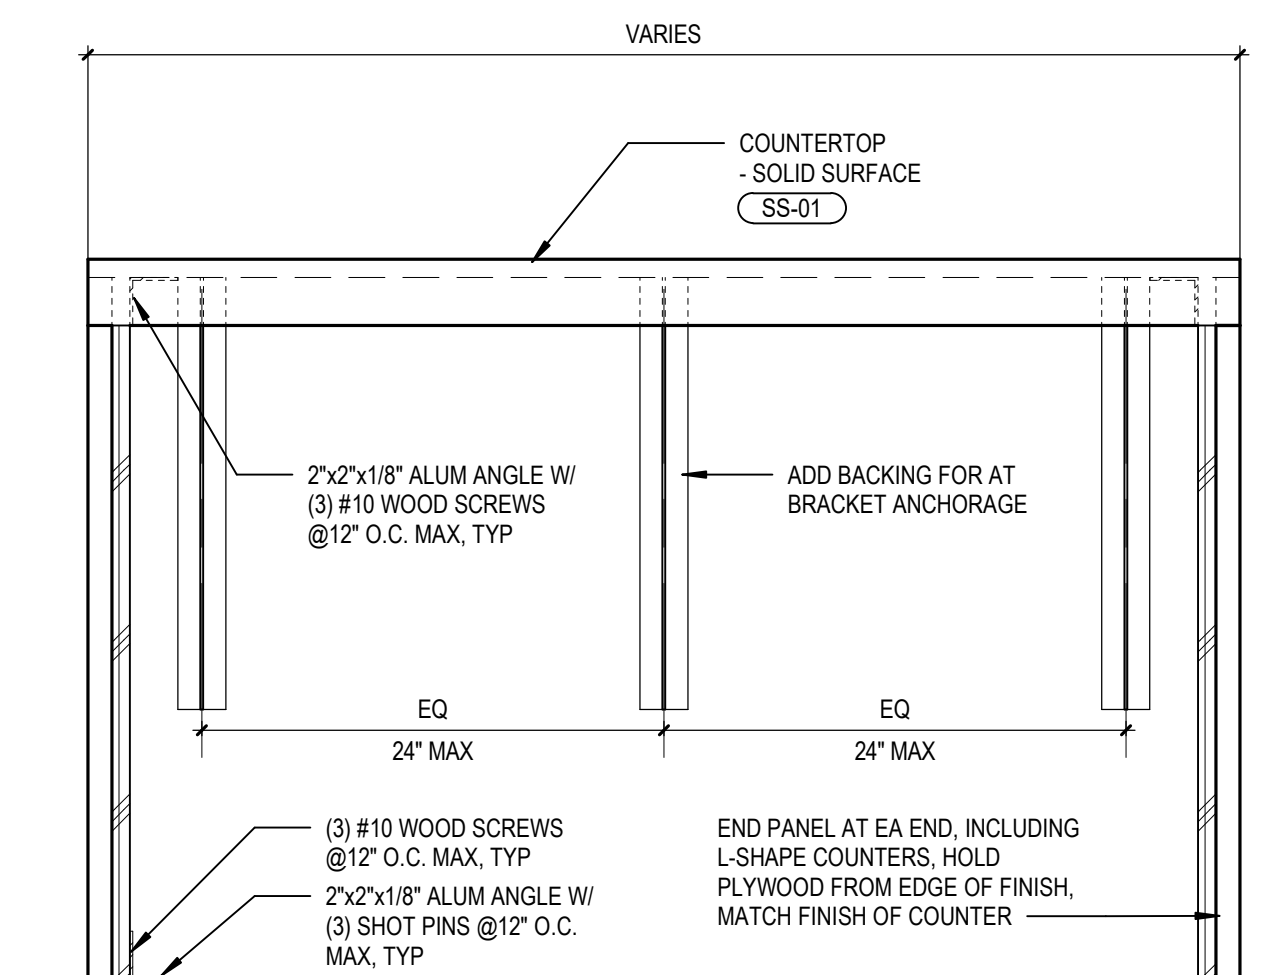 VARIES
COUNTERTOP
- SOLID SURFACE
SS-01
2"x2"x1/8" ALUM ANGLE W/
(3) #10 WOOD SCREWS
@12" O.C. MAX, TYP
ADD BACKING FOR AT
BRACKET ANCHORAGE
EQ
24" MAX
EQ
24" MAX
(3) #10 WOOD SCREWS
@12" O.C. MAX, TYP
2"x2"x1/8" ALUM ANGLE W/
(3) SHOT PINS @12" O.C.
MAX, TYP
END PANEL AT EA END, INCLUDING
L-SHAPE COUNTERS, HOLD
PLYWOOD FROM EDGE OF FINISH,
MATCH FINISH OF COUNTER